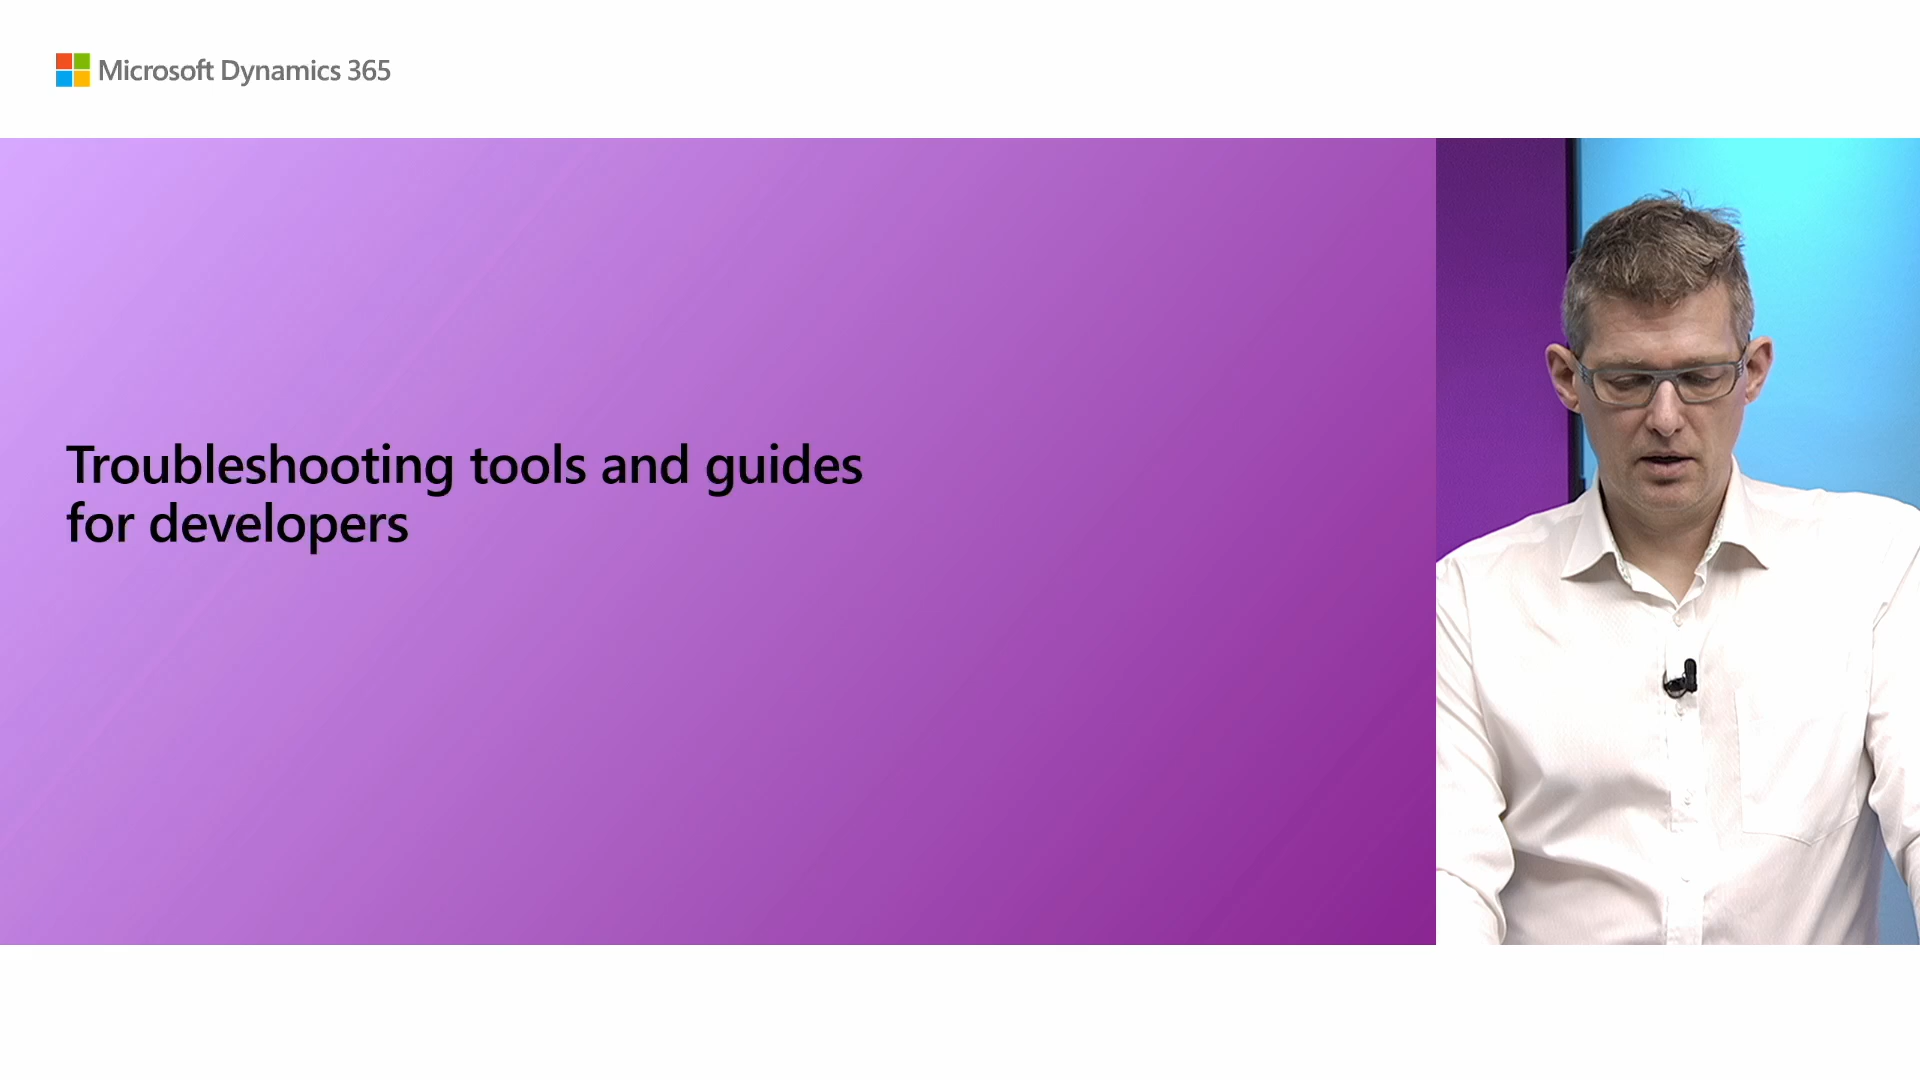 Microsoft Dynamics 365
Troubleshooting tools and guides
for developers